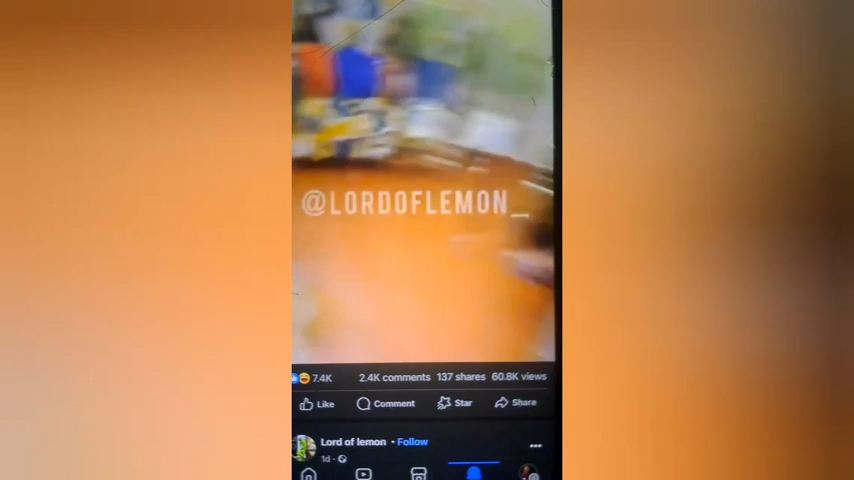 @LORDOFLEMON_
7.4K 2.4K comments 137 shares 60.8K views
Like Comment Star Share
Lord of lemon • Follow
1d